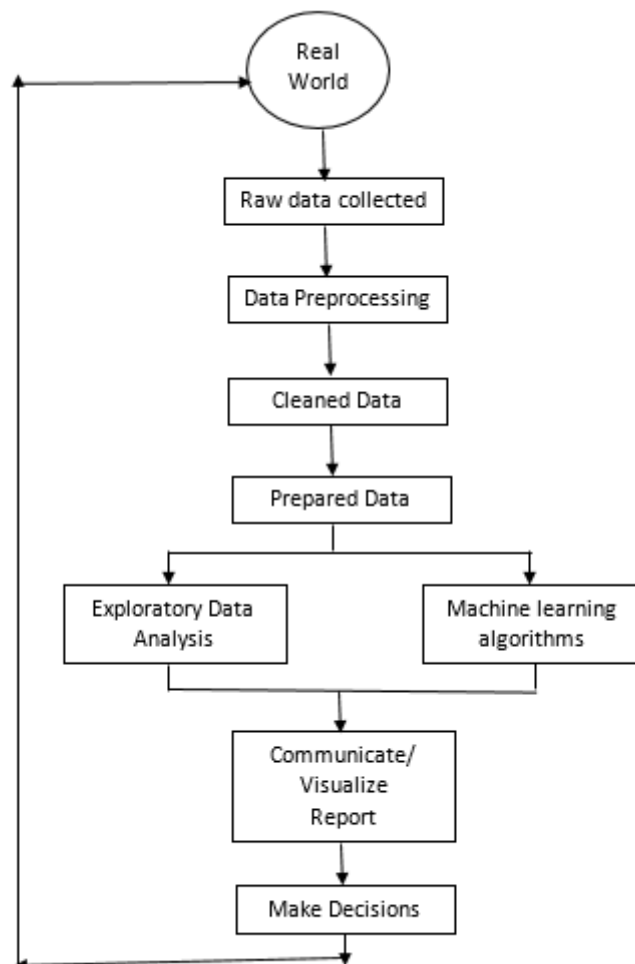 Real
World
Raw data collected
Data Preprocessing
Cleaned Data
Prepared Data
Exploratory Data
Analysis
Machine learning
algorithms
Communicate/
Visualize
Report
Make Decisions